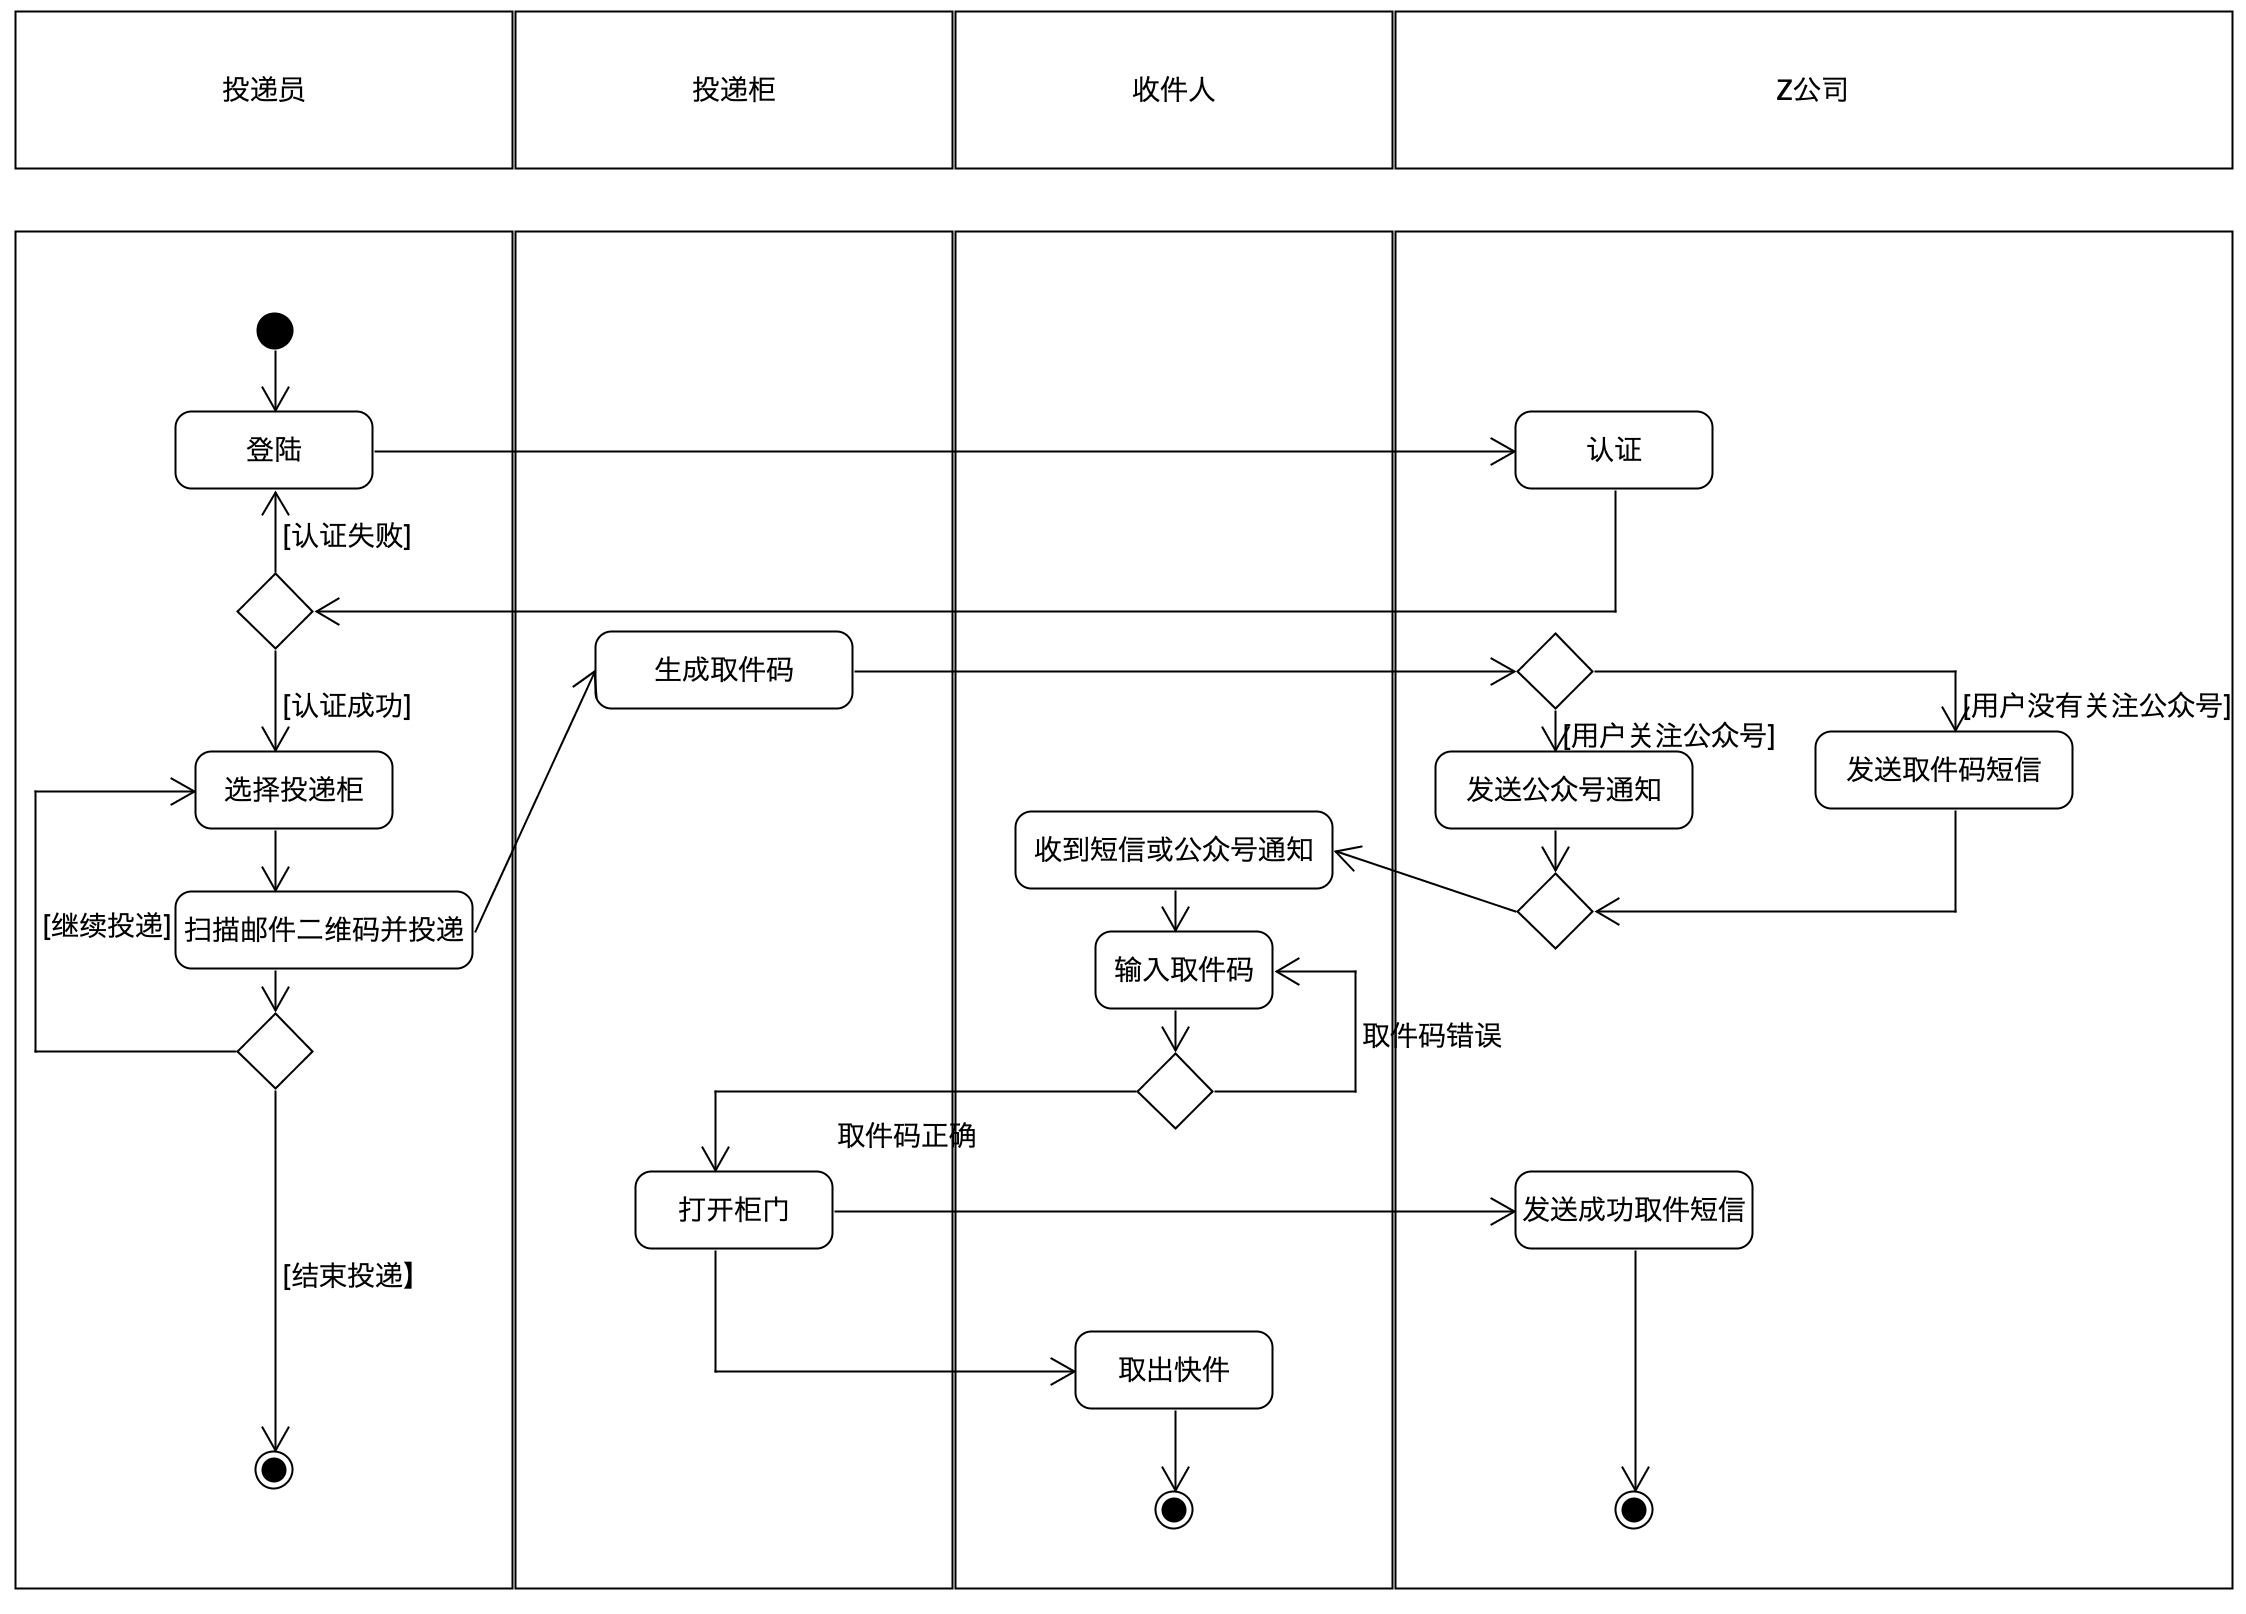 投递员
投递柜
收件人
Z公司
登陆
认证
[认证失败]
生成取件码
[认证成功]
[用户没有关注公众号]
[用户关注公众号]
选择投递柜
发送公众号通知
发送取件码短信
收到短信或公众号通知
[继续投递]
扫描邮件二维码并投递
输入取件码
取件码错误
取件码正确
打开柜门
发送成功取件短信
[结束投递】
取出快件